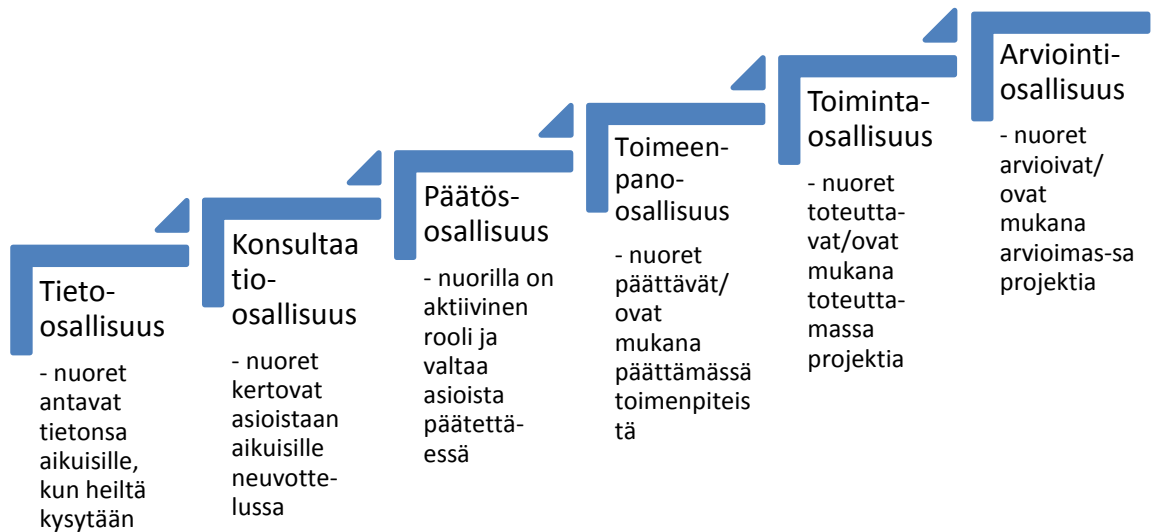 Tieto-
osallisuus
- nuoret
antavat
tietonsa
aikuisille,
kun heiltä
kysytään
Konsultaa
tio-
osallisuus
- nuoret
kertovat
asioistaan
aikuisille
neuvotte-
lussa
Päätös-
osallisuus
- nuorilla on
aktiivinen
rooli ja
valtaa
asioista
päätettä-
essä
Toimeen-
pano-
osallisuus
- nuoret
päättävät/
ovat
mukana
päättämässä
toimenpiteis
tä
Toiminta-
osallisuus
- nuoret
toteutta-
vat/ovat
mukana
toteutta-
massa
projektia
Arviointi-
osallisuus
- nuoret
arvioivat/
ovat
mukana
arvioimas-sa
projektia